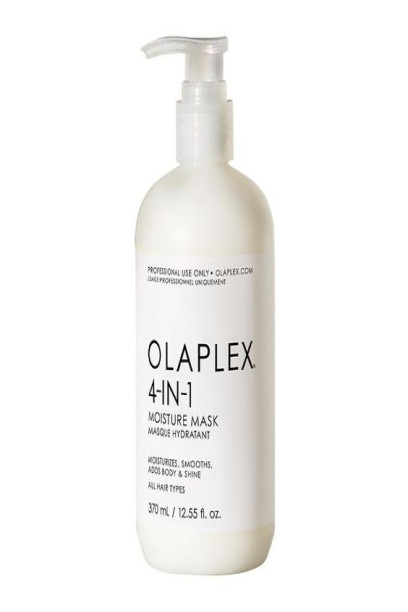 PROFESSIONAL USE ONLY • OLAPLEX.COM
USAGE PROFESSIONNEL UNIQUEMENT
OLAPLEX
4-IN-1
MOISTURE MASK
MASQUE HYDRATANT
MOISTURIZES, SMOOTHS,
ADDS BODY & SHINE
ALL HAIR TYPES
370 mL / 12.55 fl. oz.